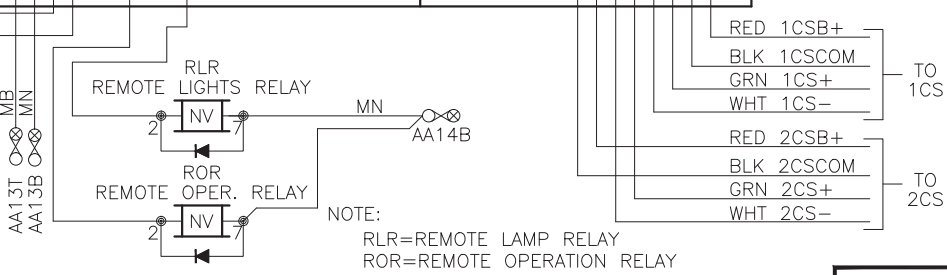 RED 1CSB+
BLK 1CSCOM
GRN 1CS+
WHT 1CS-
TO
1CS
RLR
REMOTE LIGHTS RELAY
NV
2
7
MN
AA14B
MB
MN
AA13T
AA13B
RED 2CSB+
BLK 2CSCOM
GRN 2CS+
WHT 2CS-
TO
2CS
ROR
REMOTE OPER. RELAY
NV
2
7
NOTE:
RLR=REMOTE LAMP RELAY
ROR=REMOTE OPERATION RELAY